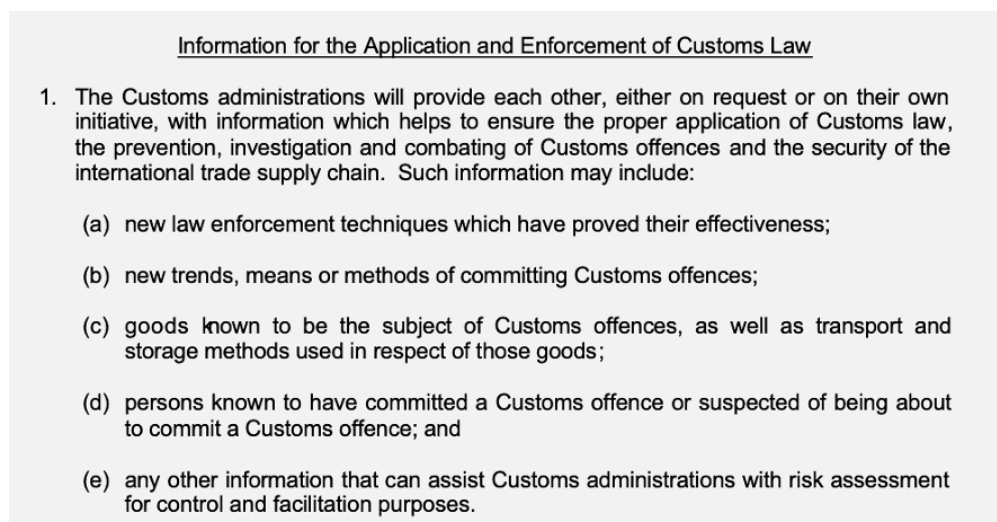 Information for the Application and Enforcement of Customs Law
1. The Customs administrations will provide each other, either on request or on their own
initiative, with information which helps to ensure the proper application of Customs law,
the prevention, investigation and combating of Customs offences and the security of the
international trade supply chain. Such information may include:
(a) new law enforcement techniques which have proved their effectiveness;
(b) new trends, means or methods of committing Customs offences;
(c) goods known to be the subject of Customs offences, as well as transport and
storage methods used in respect of those goods;
(d) persons known to have committed a Customs offence or suspected of being about
to commit a Customs offence; and
(e) any other information that can assist Customs administrations with risk assessment
for control and facilitation purposes.